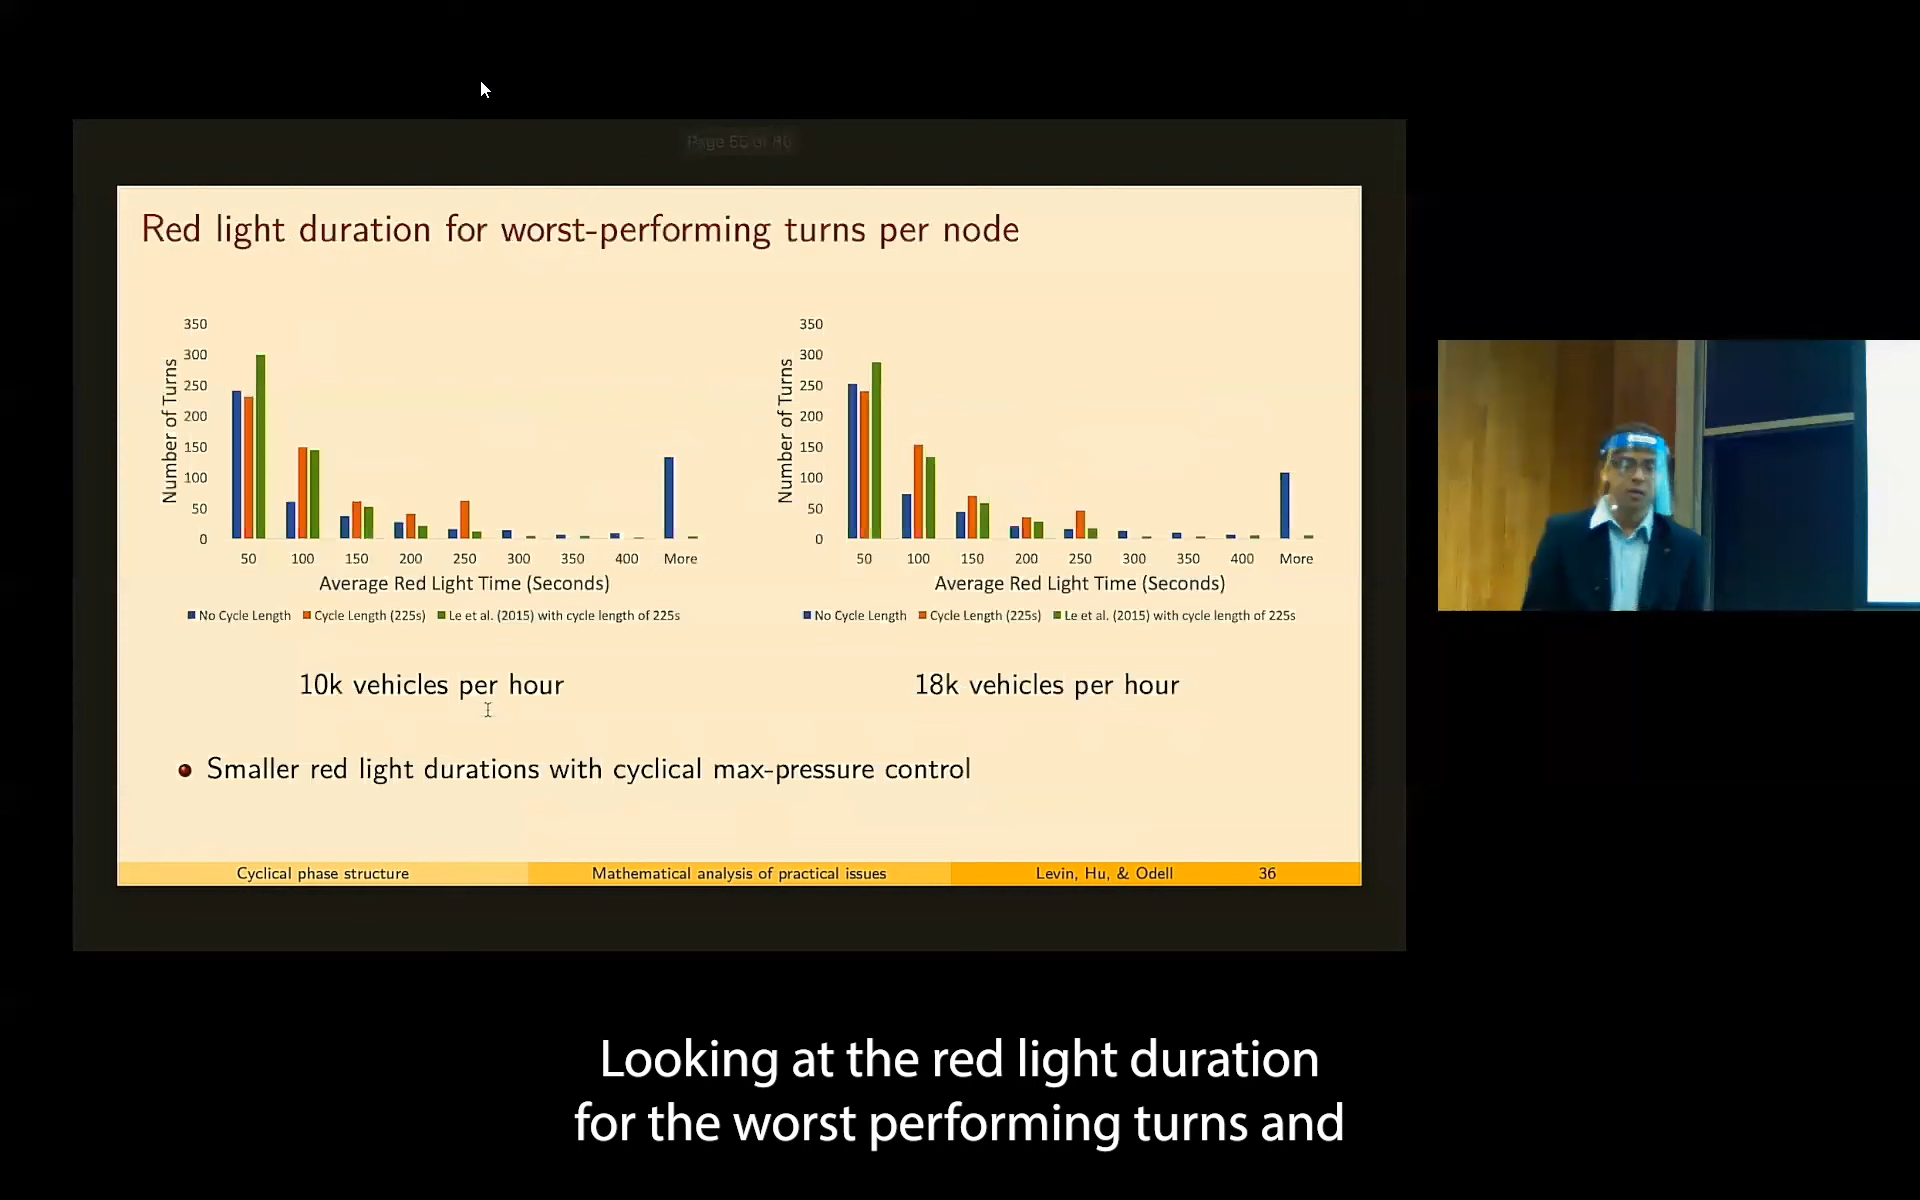 Page 55 of 80
Red light duration for worst-performing turns per node
350
300
250
200
150
100
50
0
Number of Turns
50 100 150 200 250 300 350 400 More
Average Red Light Time (Seconds)
No Cycle Length Cycle Length (225s) Le et al. (2015) with cycle length of 225s
10k vehicles per hour
350
300
250
200
150
100
50
0
Number of Turns
50 100 150 200 250 300 350 400 More
Average Red Light Time (Seconds)
No Cycle Length Cycle Length (225s) Le et al. (2015) with cycle length of 225s
18k vehicles per hour
Smaller red light durations with cyclical max-pressure control
Cyclical phase structure Mathematical analysis of practical issues Levin, Hu, & Odell 36
Looking at the red light duration
for the worst performing turns and